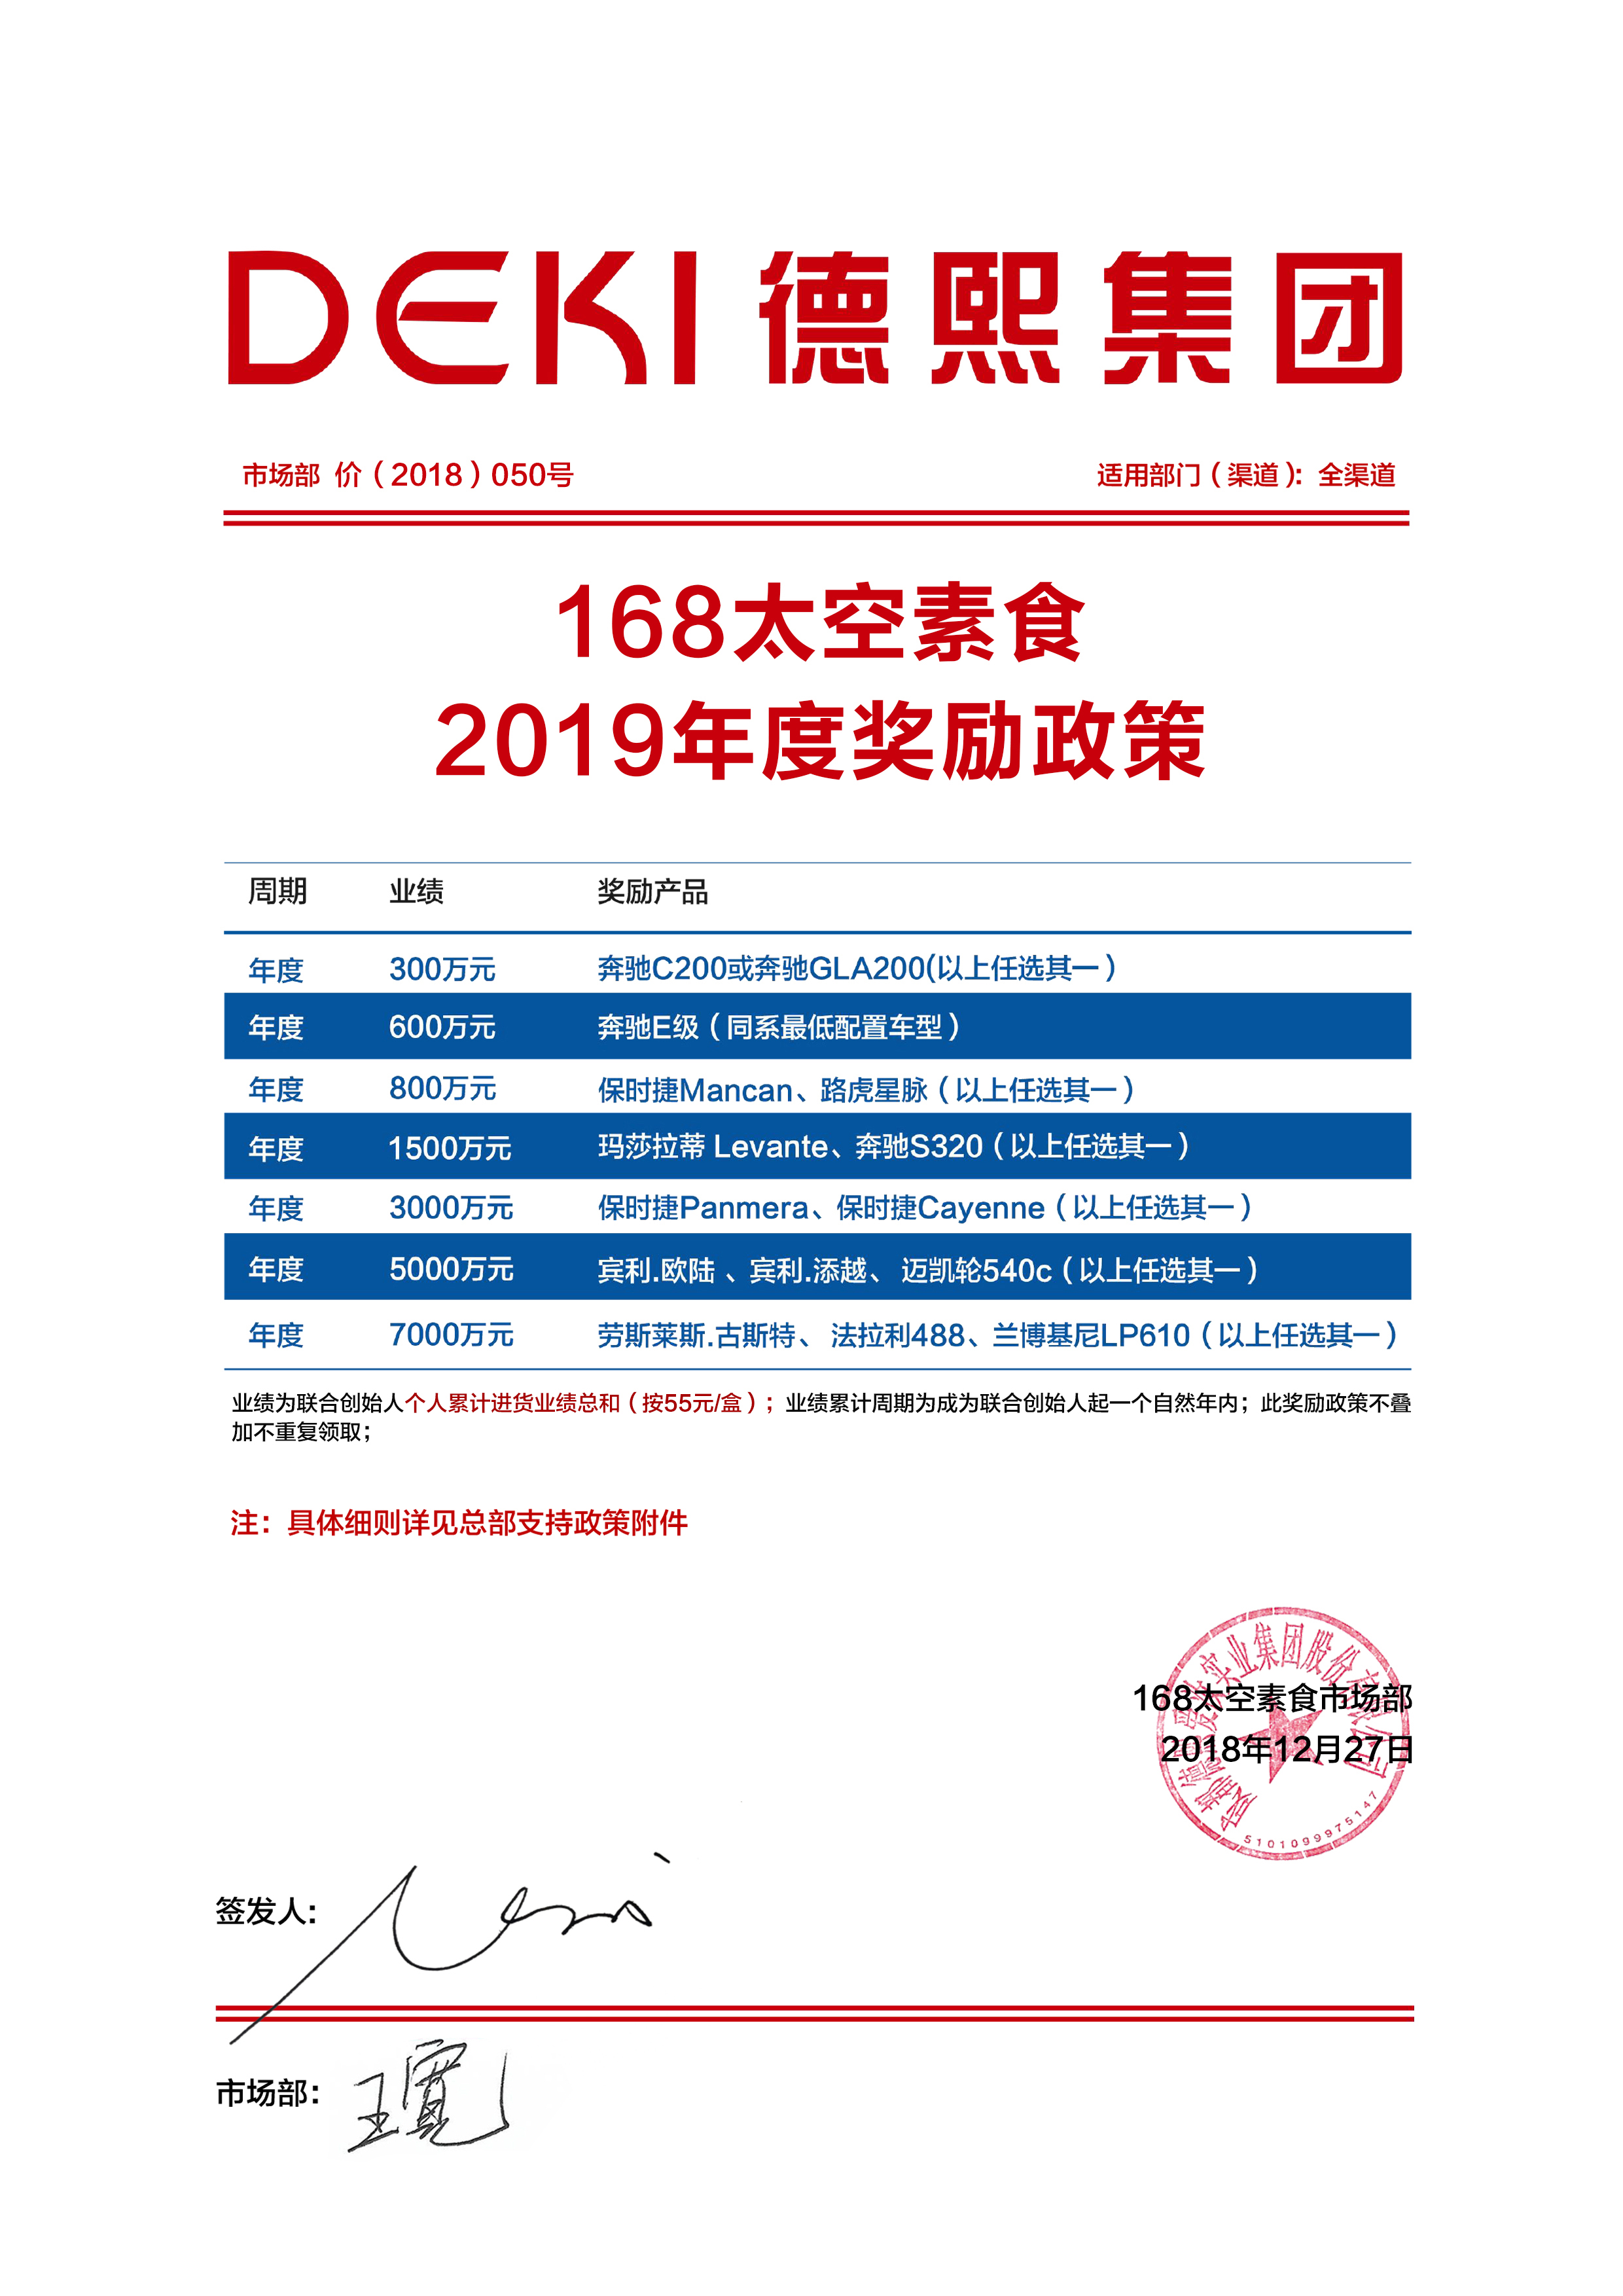 DEKI 德熙集团
市场部 价（2018）050号 适用部门（渠道）：全渠道
168太空素食
2019年度奖励政策
周期 业绩 奖励产品
年度 300万元 奔驰C200或奔驰GLA200(以上任选其一）
年度 600万元 奔驰E级（同系最低配置车型）
年度 800万元 保时捷Mancan、路虎星脉（以上任选其一）
年度 1500万元 玛莎拉蒂 Levante、奔驰S320（以上任选其一）
年度 3000万元 保时捷Panmera、保时捷Cayenne（以上任选其一）
年度 5000万元 宾利.欧陆 、宾利.添越、 迈凯轮540c（以上任选其一）
年度 7000万元 劳斯莱斯.古斯特、 法拉利488、兰博基尼LP610（以上任选其一）
业绩为联合创始人个人累计进货业绩总和（按55元/盒）；业绩累计周期为成为联合创始人起一个自然年内；此奖励政策不叠
加不重复领取；
注：具体细则详见总部支持政策附件
168太空素食市场部
2018年12月27日
实业集团股份有限公司
5101099975147
签发人：
市场部：王寬